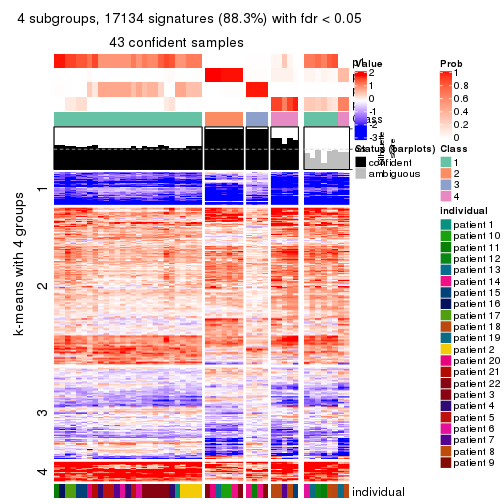 4 subgroups, 17134 signatures (88.3%) with fdr < 0.05
43 confident samples
k-means with 4 groups
1
2
3
4
individual
Value
2
1
0
-1
-2
-3
Status (barplots)
confident
ambiguous
Prob
1
0.8
0.6
0.4
0.2
0
Class
1
2
3
4
Individual
patient 1
patient 10
patient 11
patient 12
patient 13
patient 14
patient 15
patient 16
patient 17
patient 18
patient 19
patient 2
patient 20
patient 21
patient 22
patient 3
patient 4
patient 5
patient 6
patient 7
patient 8
patient 9